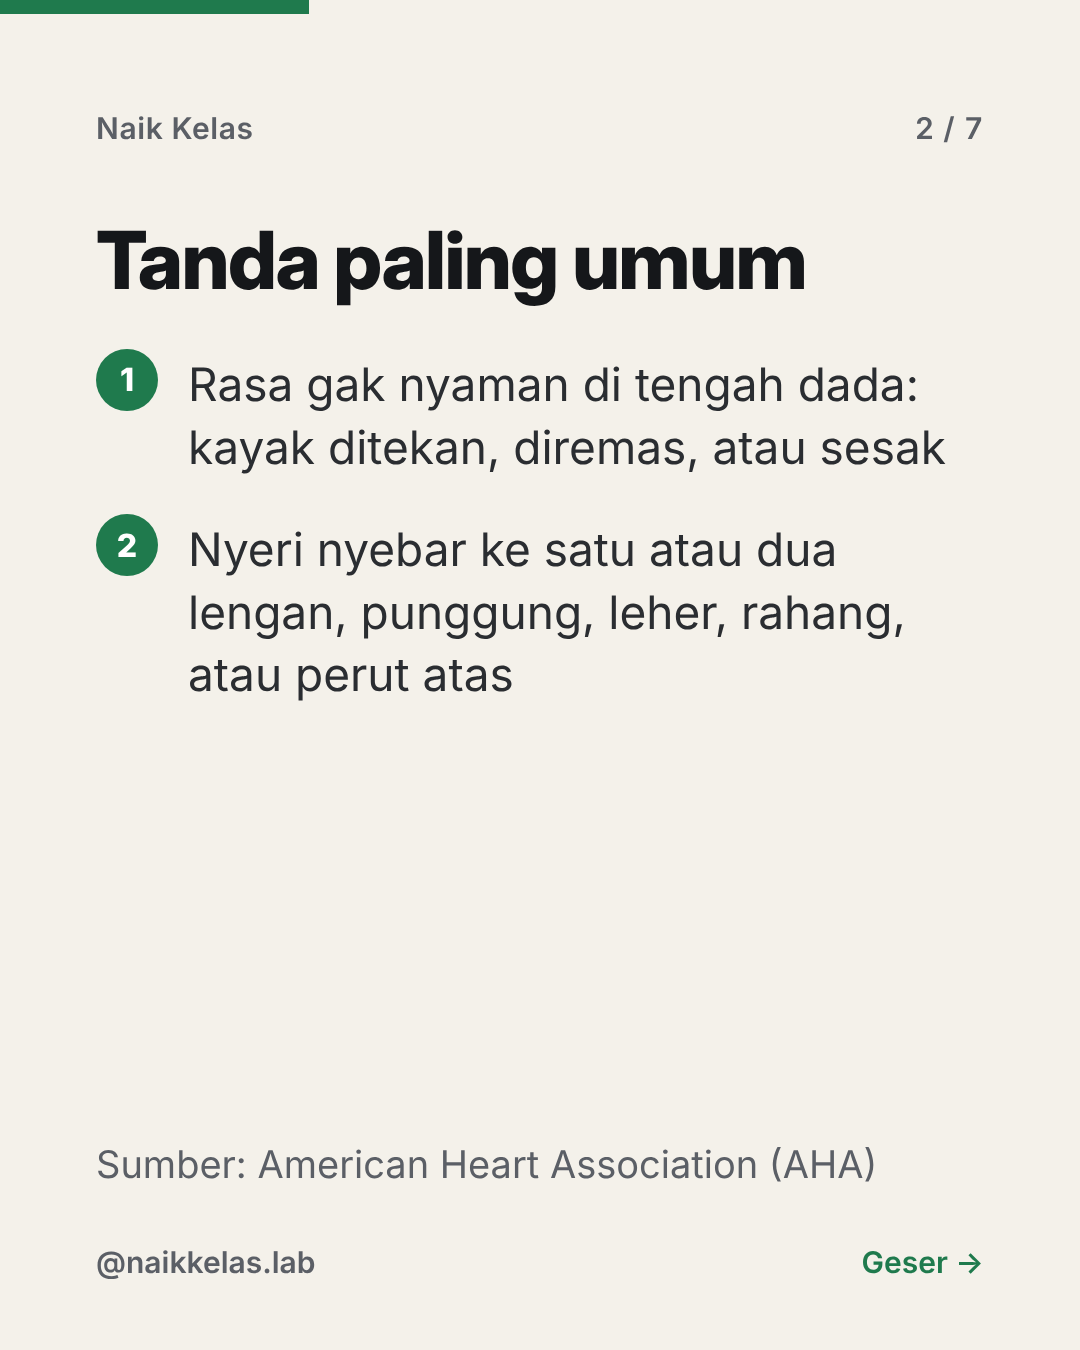 Naik Kelas
2 / 7
Tanda paling umum
1 Rasa gak nyaman di tengah dada:
kayak ditekan, diremas, atau sesak
2 Nyeri nyebar ke satu atau dua
lengan, punggung, leher, rahang,
atau perut atas
Sumber: American Heart Association (AHA)
@naikkelas.lab
Geser →